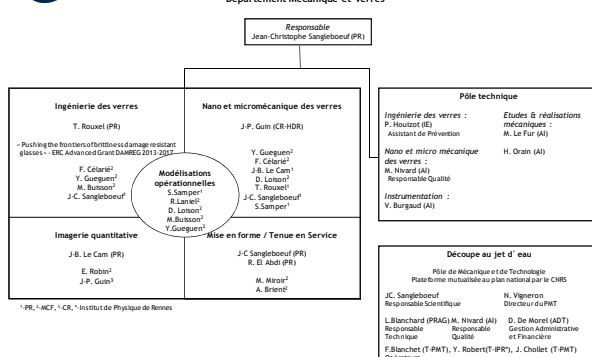 Département Mécanique et Verres
Responsable
Jean-Christophe Sangleboeuf (PR)
Ingénierie des verres
T. Rouxel (PR)
« Pushing the frontiers of brittlness damage resistant
glasses » - ERC Advanced Grant DAMREG 2013-2017
F. Célarié²
Y. Gueguen²
M. Buisson²
J-C. Sangleboeuf¹
Nano et micromécanique des verres
J-P. Guin (CR-HDR)
Y. Gueguen²
F. Célarié²
J-B. Le Cam¹
D. Loison²
T. Rouxel¹
J-C. Sangleboeuf¹
S.Samper¹
Modélisations
opérationnelles
S.Samper¹
R.Laniel²
D. Loison²
M.Buisson²
Y.Gueguen²
Imagerie quantitative
J-B. Le Cam (PR)
E. Robin²
J-P. Guin³
Mise en forme / Tenue en Service
J-C Sangleboeuf (PR)
R. El Abdi (PR)
M. Miroir²
A. Brient²
¹-PR, ²-MCF, ³-CR, *-Institut de Physique de Rennes
Pôle technique
Ingénierie des verres :
P. Houizot (IE)
Assistant de Prévention
Nano et micro mécanique
des verres :
M. Nivard (AI)
Responsable Qualité
Instrumentation :
V. Burgaud (AI)
Etudes & réalisations
mécaniques :
M. Le Fur (AI)
H. Orain (AI)
Découpe au jet d'eau
Pôle de Mécanique et de Technologie
Plateforme mutualisée au plan national par le CNRS
JC. Sangleboeuf N. Vigneron
Responsable Scientifique Directeur du PMT
L.Blanchard (PRAG) M. Nivard (AI) D. De Morel (ADT)
Responsable Responsable Gestion Administrative
Technique Qualité et Financière
F.Blanchet (T-PMT), Y. Robert(T-IPR*), J. Chollet (T-PMT)
Opérateurs